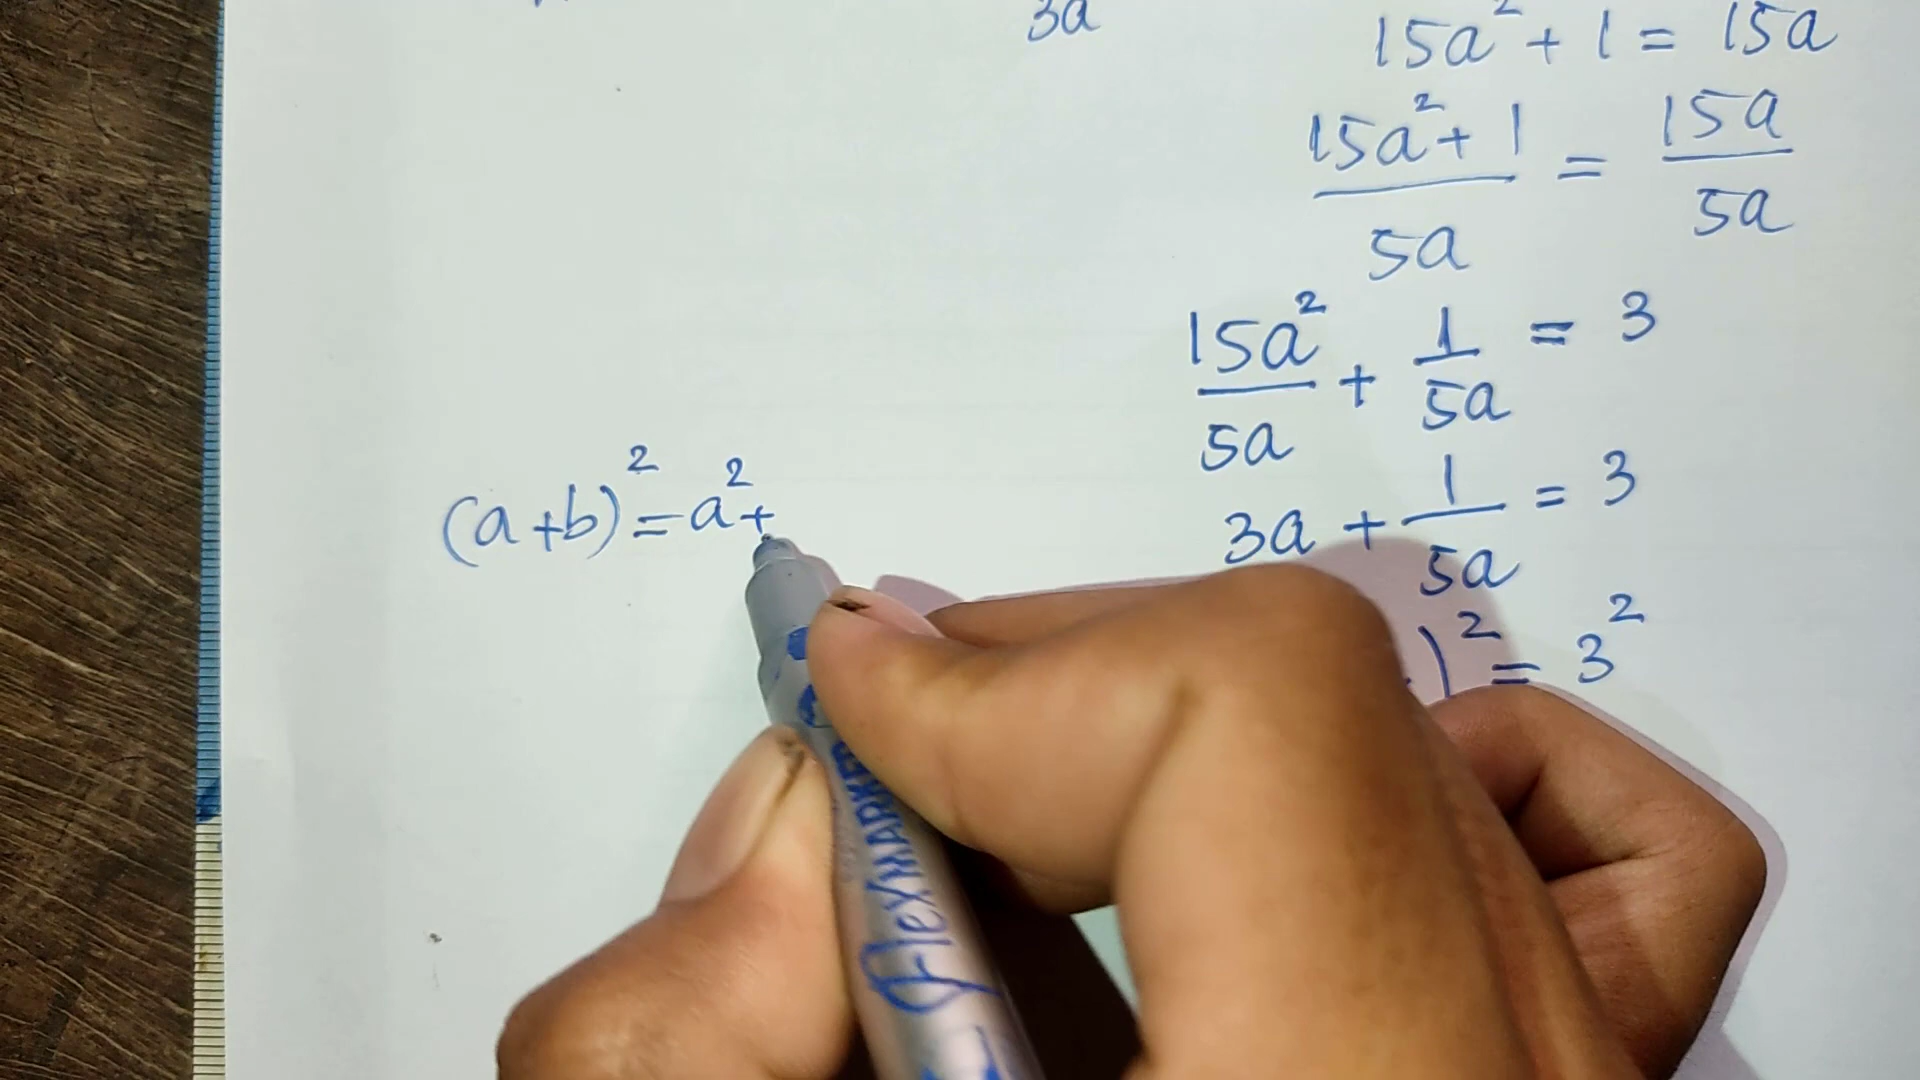 3a
15a² + 1 = 15a
15a² + 1 / 5a = 15a / 5a
15a² / 5a + 1 / 5a = 3
3a + 1 / 5a = 3
)² = 3²
(a+b)² = a² +
FLEXMARKER